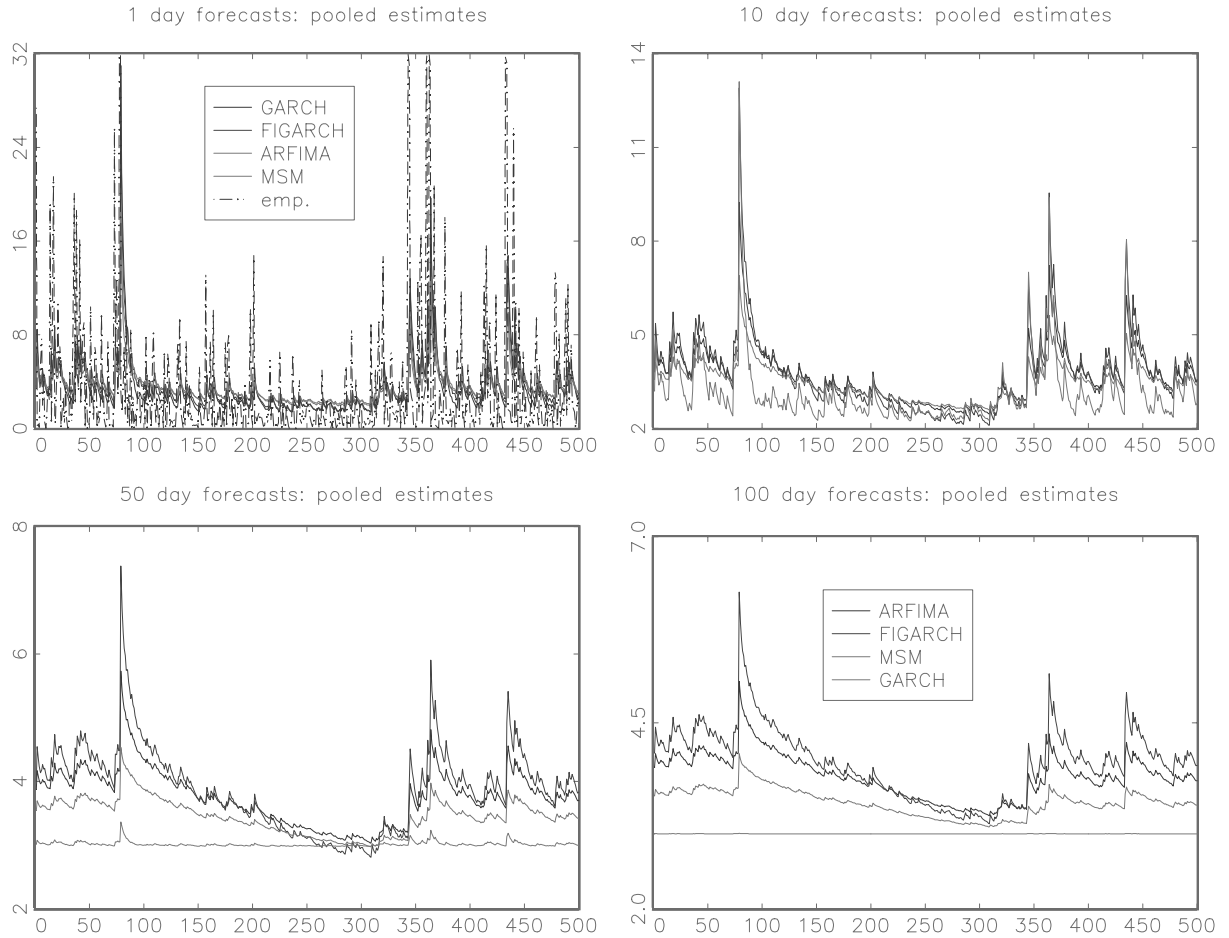 1 day forecasts: pooled estimates
32
24
16
8
0
GARCH
FIGARCH
ARFIMA
MSM
emp.
0 50 100 150 200 250 300 350 400 450 500
10 day forecasts: pooled estimates
14
11
8
5
2
0 50 100 150 200 250 300 350 400 450 500
50 day forecasts: pooled estimates
8
6
4
2
0 50 100 150 200 250 300 350 400 450 500
100 day forecasts: pooled estimates
7.0
4.5
2.0
ARFIMA
FIGARCH
MSM
GARCH
0 50 100 150 200 250 300 350 400 450 500